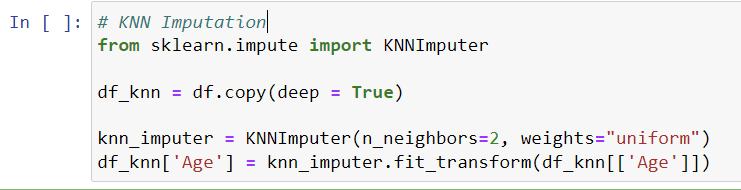 In [ ]: # KNN Imputation
from sklearn.impute import KNNImputer
df_knn = df.copy(deep = True)
knn_imputer = KNNImputer(n_neighbors=2, weights="uniform")
df_knn['Age'] = knn_imputer.fit_transform(df_knn[['Age']])